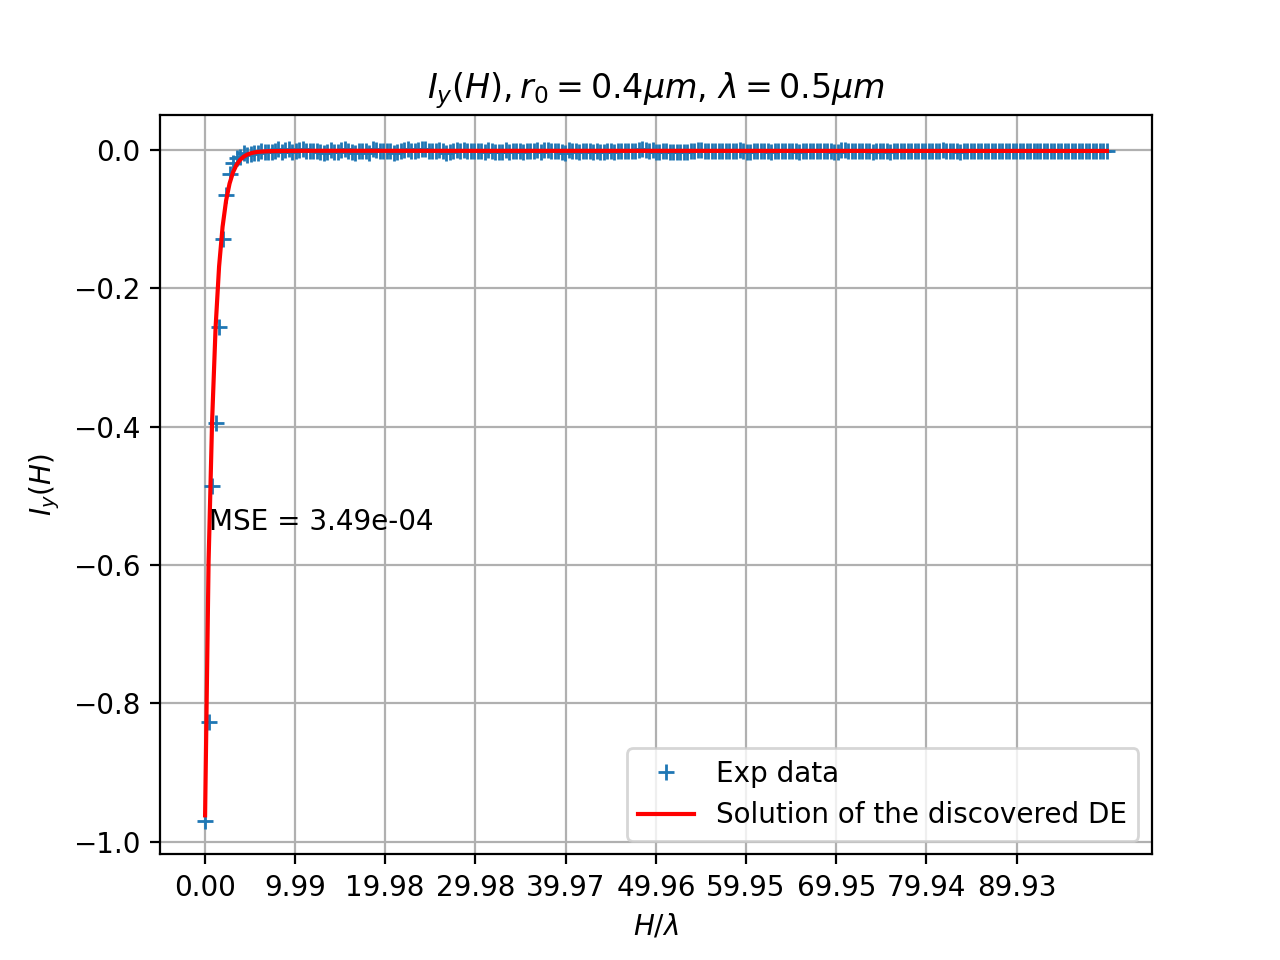 I_y(H), r_0 = 0.4μm, λ = 0.5μm
0.0
−0.2
−0.4
−0.6
−0.8
−1.0
I_y(H)
MSE = 3.49e-04
Exp data
Solution of the discovered DE
0.00 9.99 19.98 29.98 39.97 49.96 59.95 69.95 79.94 89.93
H/λ